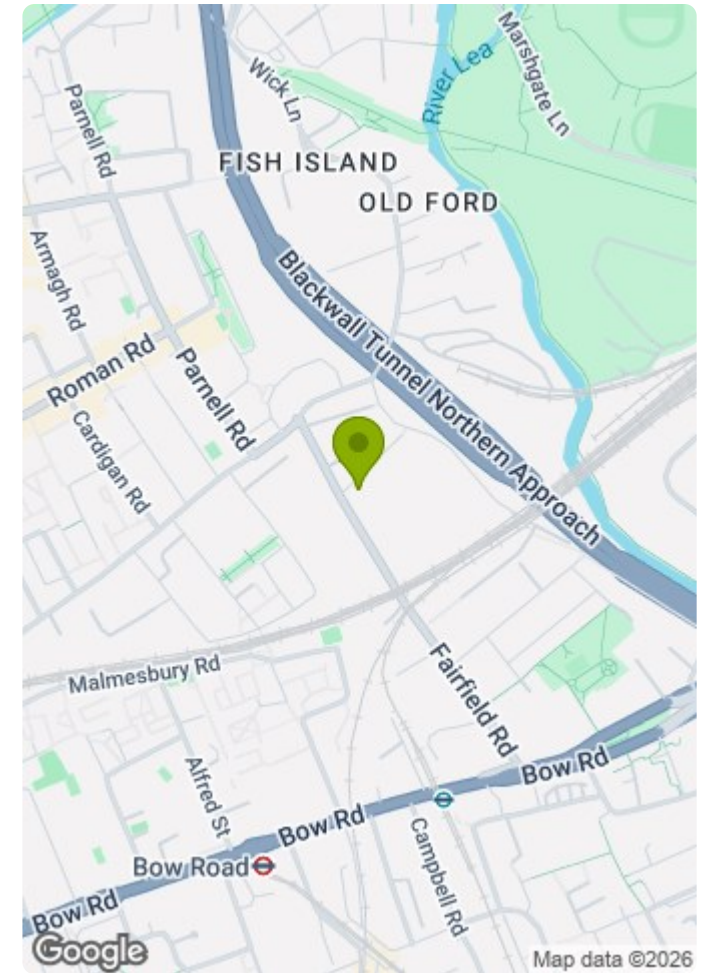 Marshgate Ln
River Lea
Wick Ln
Parnell Rd
FISH ISLAND
OLD FORD
Armagh Rd
Blackwall Tunnel Northern Approach
Roman Rd
Parnell Rd
Cardigan Rd
Malmesbury Rd
Fairfield Rd
Alfred St
Bow Rd
Bow Rd
Campbell Rd
Bow Road
Bow Rd
Google
Map data ©2026